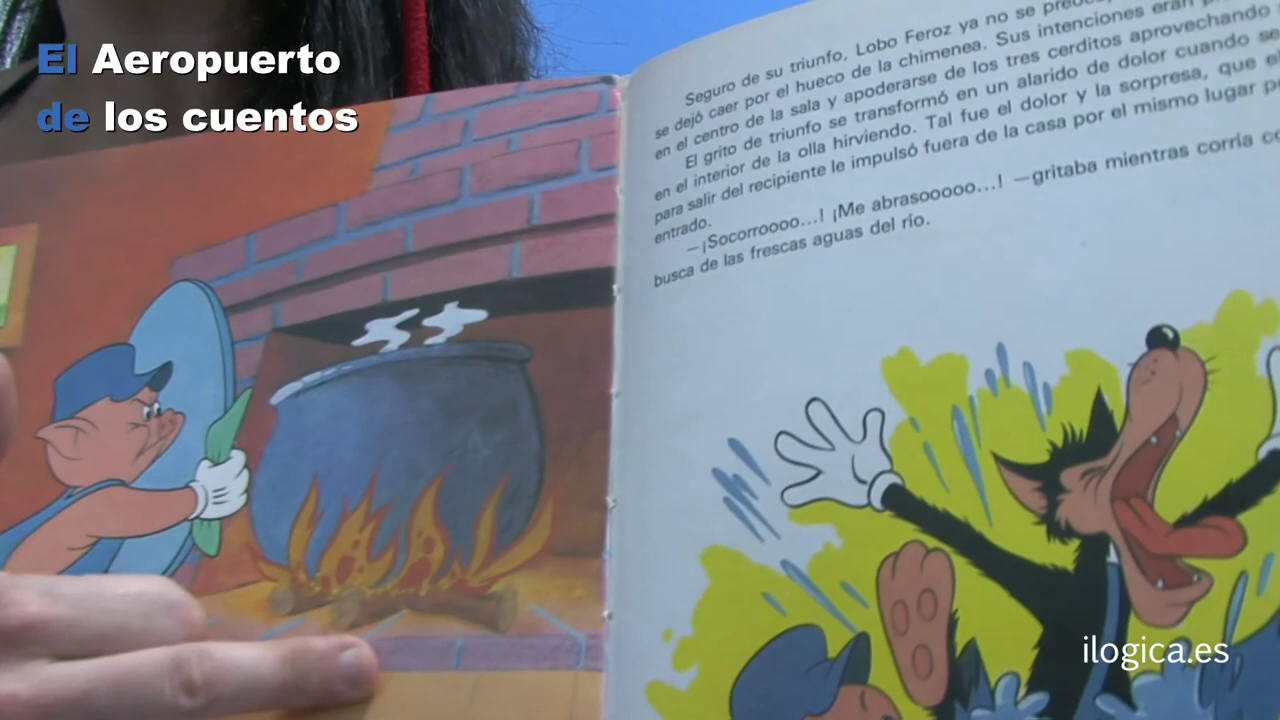 El Aeropuerto
de los cuentos
Seguro de su triunfo, Lobo Feroz ya no se
se dejó caer por el hueco de la chimenea. Sus intenciones eran
en el centro de la sala y apoderarse de los tres cerditos aprovechando
El grito de triunfo se transformó en un alarido de dolor cuando se
en el interior de la olla hirviendo. Tal fue el dolor y la sorpresa, que
para salir del recipiente le impulsó fuera de la casa por el mismo lugar
entrado.
—¡Socorroooo...! ¡Me abrasooooo...! —gritaba mientras corría
busca de las frescas aguas del río.
ilogica.es